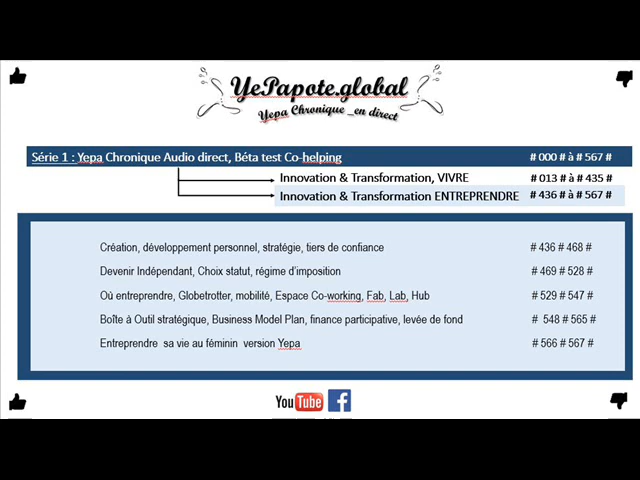 YePapote.global
Yepa Chronique _en direct
Série 1 : Yepa Chronique Audio direct, Béta test Co-helping # 000 # à # 567 #
Innovation & Transformation, VIVRE # 013 # à # 435 #
Innovation & Transformation ENTREPRENDRE # 436 # à # 567 #
Création, développement personnel, stratégie, tiers de confiance # 436 # 468 #
Devenir Indépendant, Choix statut, régime d'imposition # 469 # 528 #
Où entreprendre, Globetrotter, mobilité, Espace Co-working, Fab, Lab, Hub # 529 # 547 #
Boîte à Outil stratégique, Business Model Plan, finance participative, levée de fond # 548 # 565 #
Entreprendre sa vie au féminin version Yepa # 566 # 567 #
You Tube f